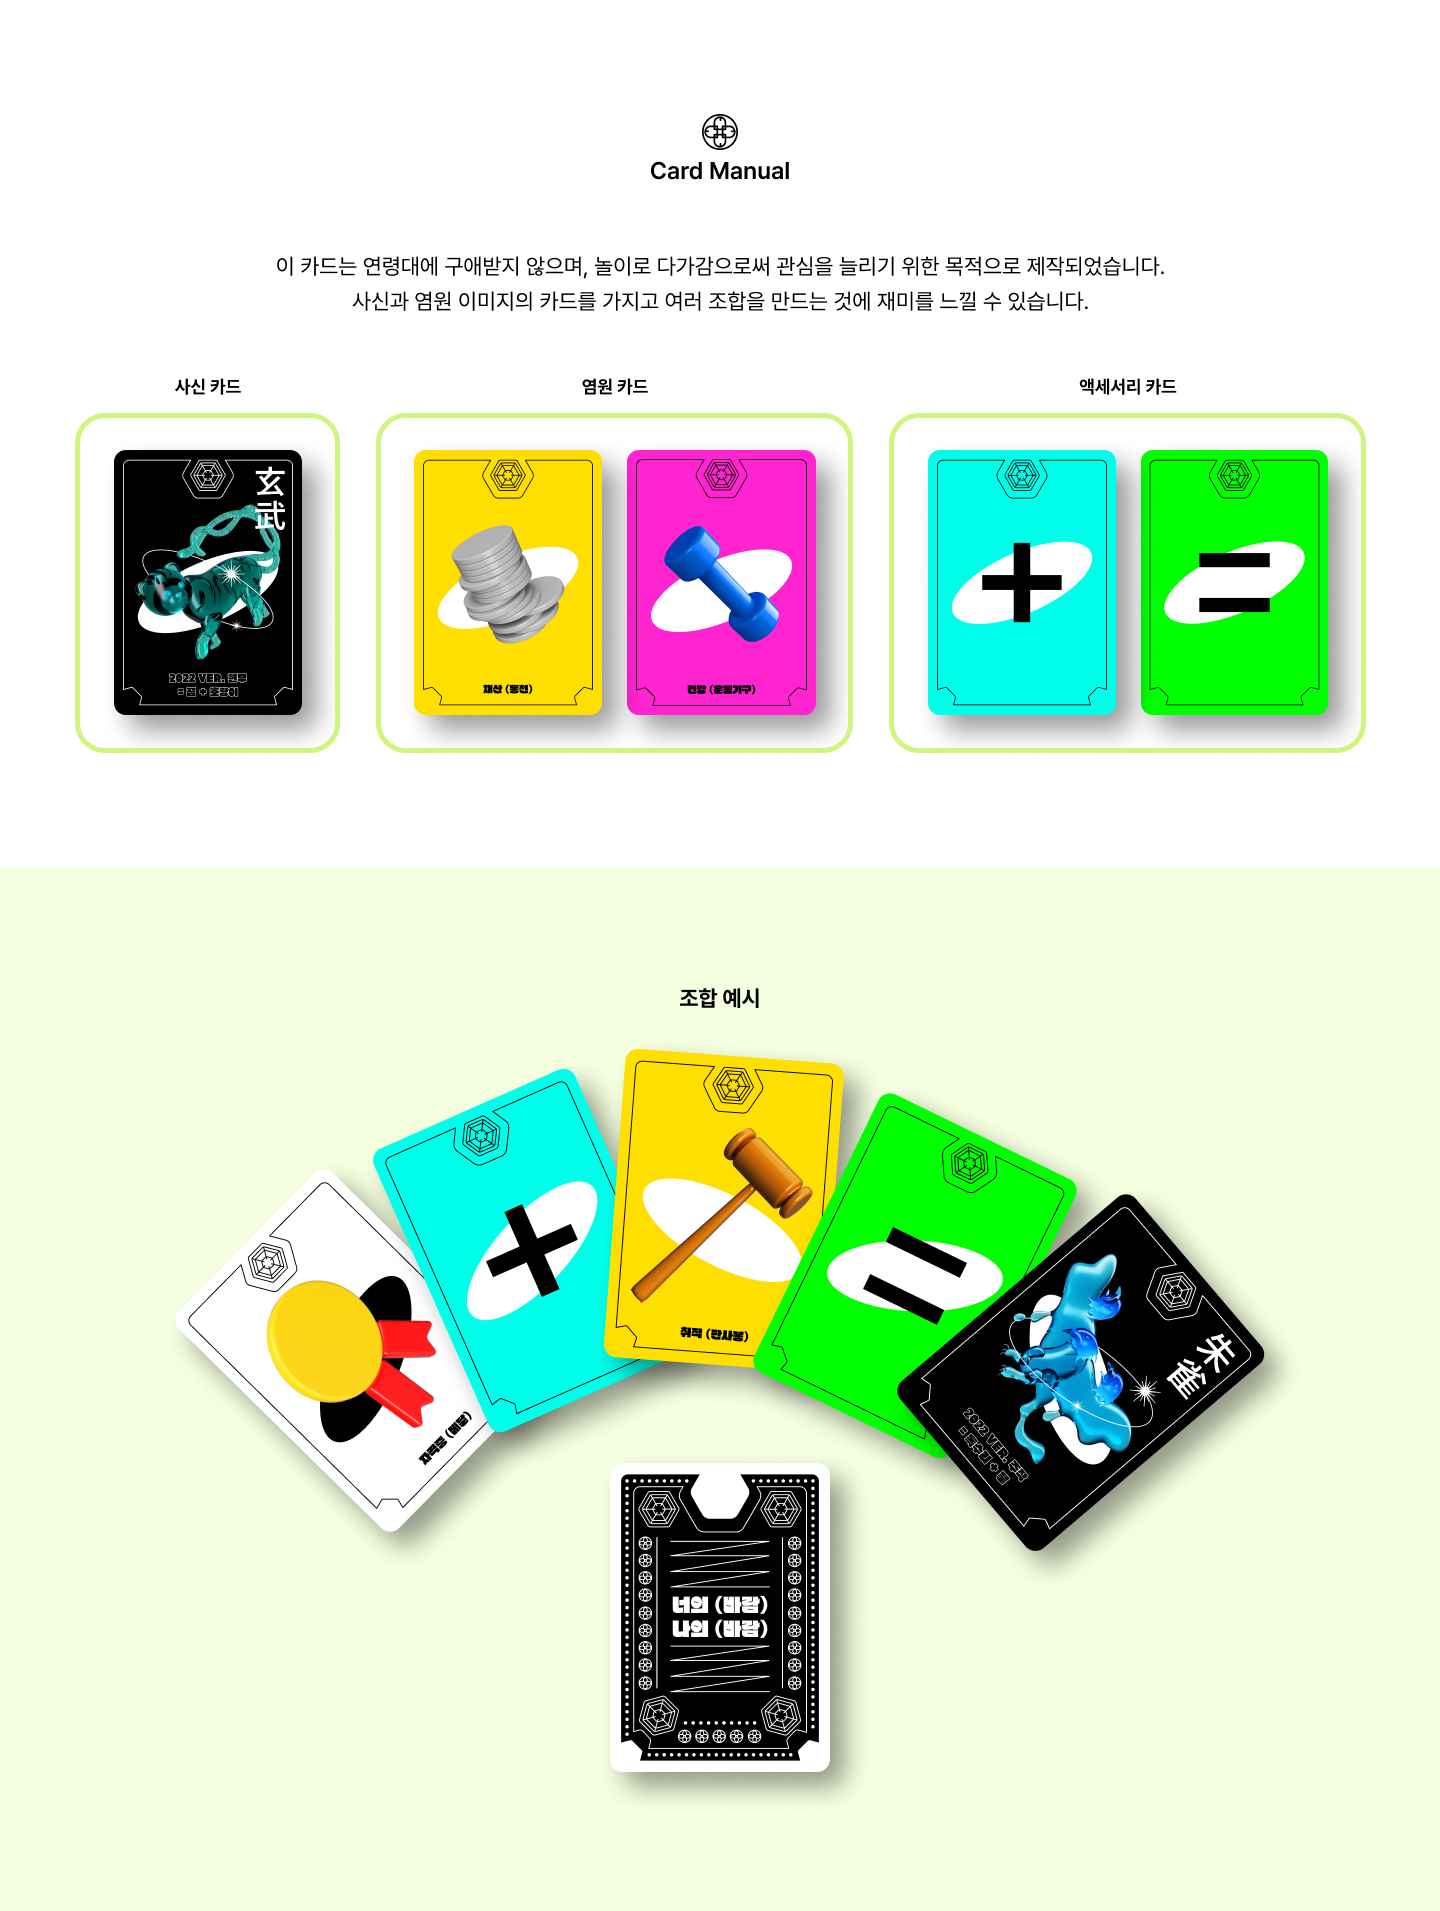 Card Manual
이 카드는 연령대에 구애받지 않으며, 놀이로 다가감으로써 관심을 늘리기 위한 목적으로 제작되었습니다.
사신과 염원 이미지의 카드를 가지고 여러 조합을 만드는 것에 재미를 느낄 수 있습니다.
사신 카드
염원 카드
액세서리 카드
玄
武
2022 VER. 현무
= 곰 + 호랑이
재산 (동전)
건강 (운동기구)
+
=
조합 예시
자격증 (메달)
+
취직 (판사봉)
=
朱
雀
2022 VER. 주작
너의 (바람)
나의 (바람)